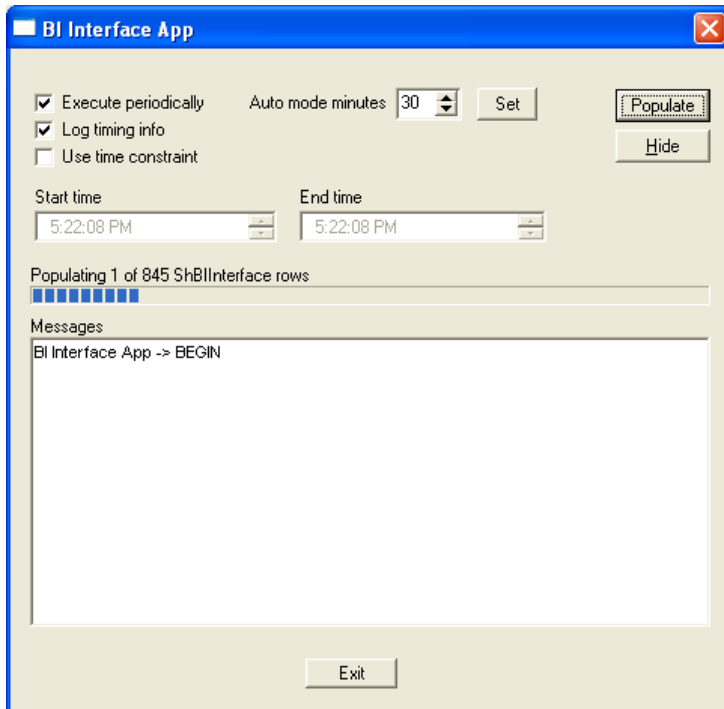 BI Interface App
Execute periodically Auto mode minutes 30 Set Populate
Log timing info
Hide
Use time constraint
Start time End time
5:22:08 PM 5:22:08 PM
Populating 1 of 845 ShBIInterface rows
Messages
BI Interface App -> BEGIN
Exit